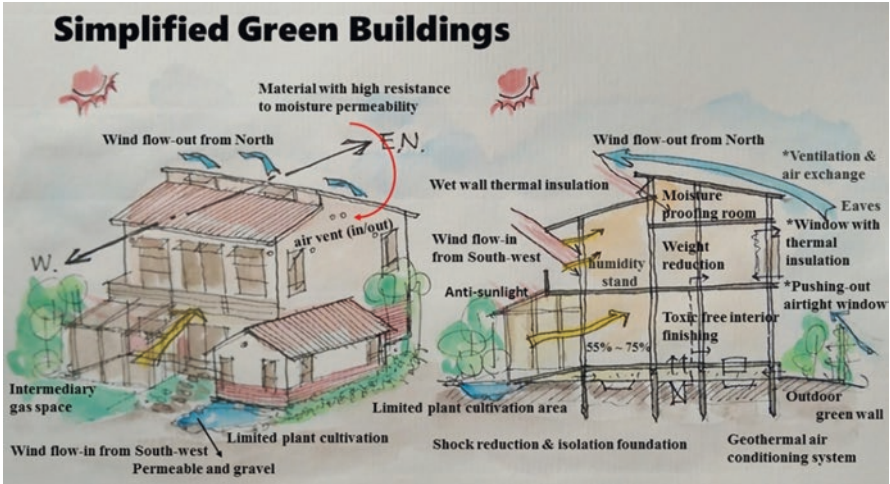 Simplified Green Buildings
Material with high resistance
to moisture permeability
Wind flow-out from North
E.N.
air vent (in/out)
W.
Intermediary
gas space
Limited plant cultivation
Wind flow-in from South-west
Permeable and gravel
Wind flow-out from North
*Ventilation &
air exchange
Wet wall thermal insulation
Moisture
proofing room
Eaves
Wind flow-in
from South-west
*Window with
thermal
insulation
Weight
reduction
humidity
stand
Anti-sunlight
*Pushing-out
airtight window
Toxic free interior
finishing
55% ~ 75%
Limited plant cultivation area
Outdoor
green wall
Shock reduction & isolation foundation
Geothermal air
conditioning system